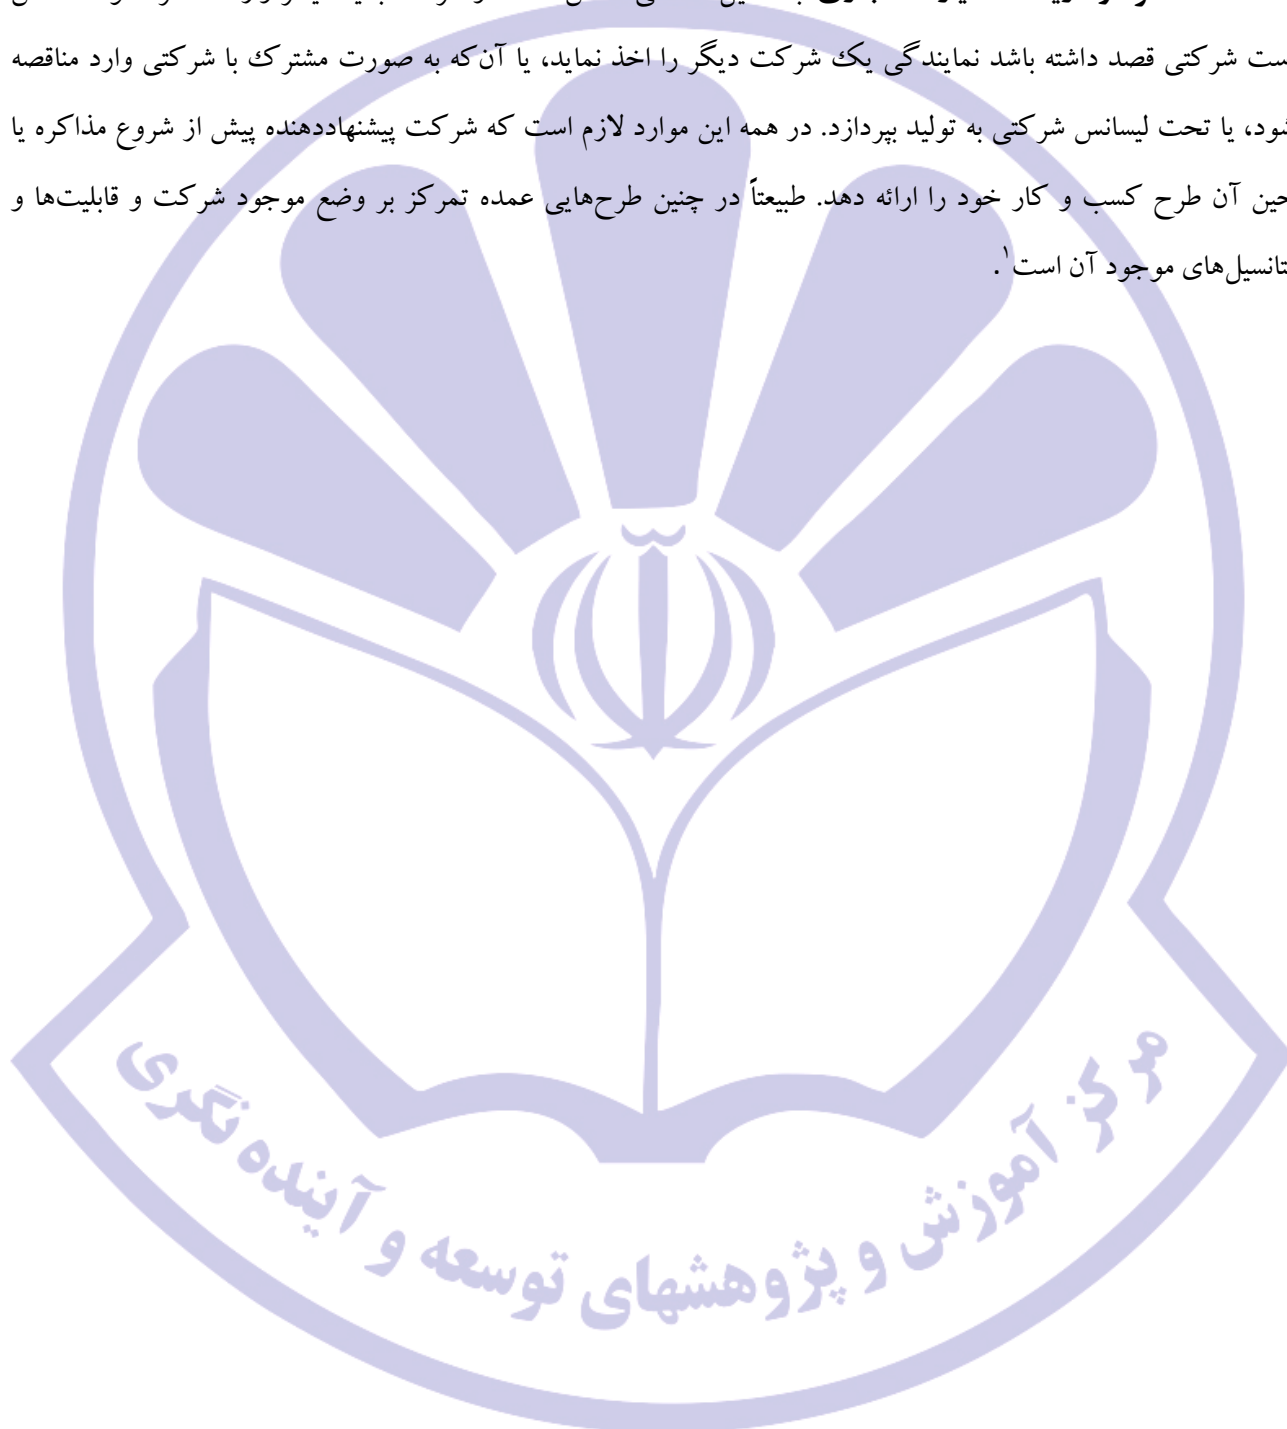 ست شرکتی قصد داشته باشد نمایندگی یک شرکت دیگر را اخذ نماید، یا آن‌که به صورت مشترک با شرکتی وارد مناقصه
ود، یا تحت لیسانس شرکتی به تولید بپردازد. در همه این موارد لازم است که شرکت پیشنهاددهنده پیش از شروع مذاکره یا
حین آن طرح کسب و کار خود را ارائه دهد. طبیعتاً در چنین طرح‌هایی عمده تمرکز بر وضع موجود شرکت و قابلیت‌ها و
تانسیل‌های موجود آن است۱.
مرکز آموزش و پژوهشهای توسعه و آینده نگری